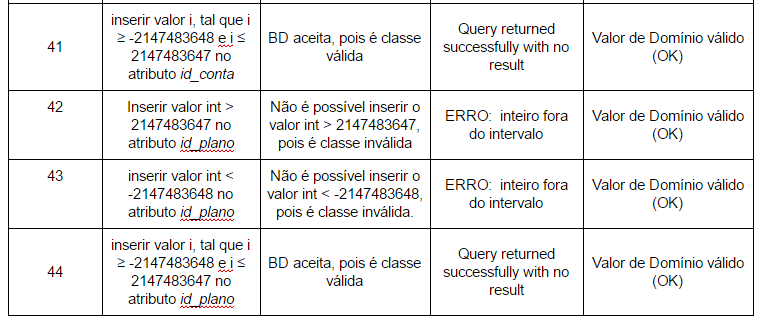 41
inserir valor i, tal que i
≥ -2147483648 e i ≤
2147483647 no
atributo id_conta
BD aceita, pois é classe
válida
Query returned
successfully with no
result
Valor de Domínio válido
(OK)
42
Inserir valor int >
2147483647 no
atributo id_plano
Não é possível inserir o
valor int > 2147483647,
pois é classe inválida
ERRO: inteiro fora
do intervalo
Valor de Domínio válido
(OK)
43
inserir valor int <
-2147483648 no
atributo id_plano
Não é possível inserir o
valor int < -2147483648,
pois é classe inválida.
ERRO: inteiro fora
do intervalo
Valor de Domínio válido
(OK)
44
inserir valor i, tal que i
≥ -2147483648 e i ≤
2147483647 no
atributo id_plano
BD aceita, pois é classe
válida
Query returned
successfully with no
result
Valor de Domínio válido
(OK)